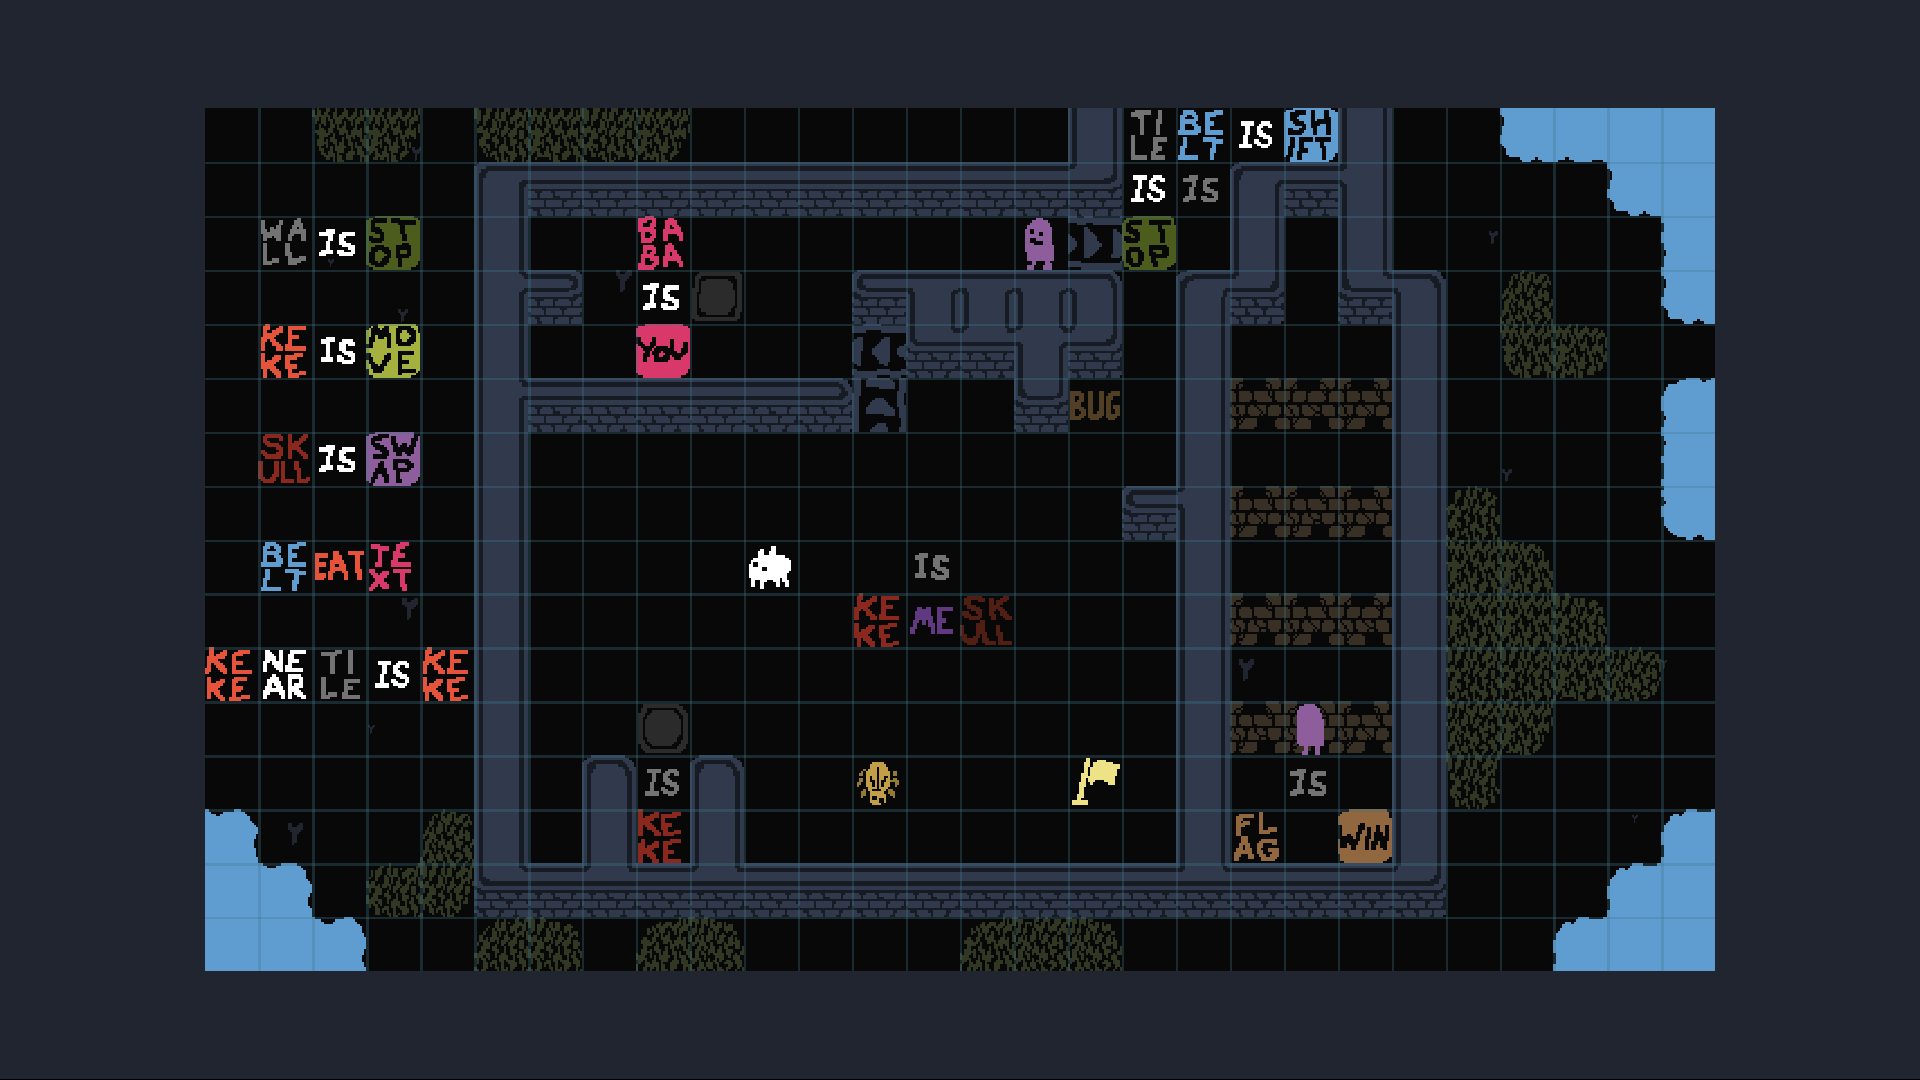 TILE BELT IS SHIFT
IS IS
WALL IS STOP BABA STOP
IS
KEKE IS MOVE YOU
BUG
SKULL IS SWAP
BELT EAT TEXT IS
KEKE ME SKULL
KEKE NEAR TILE IS KEKE
IS IS
KEKE FLAG WIN